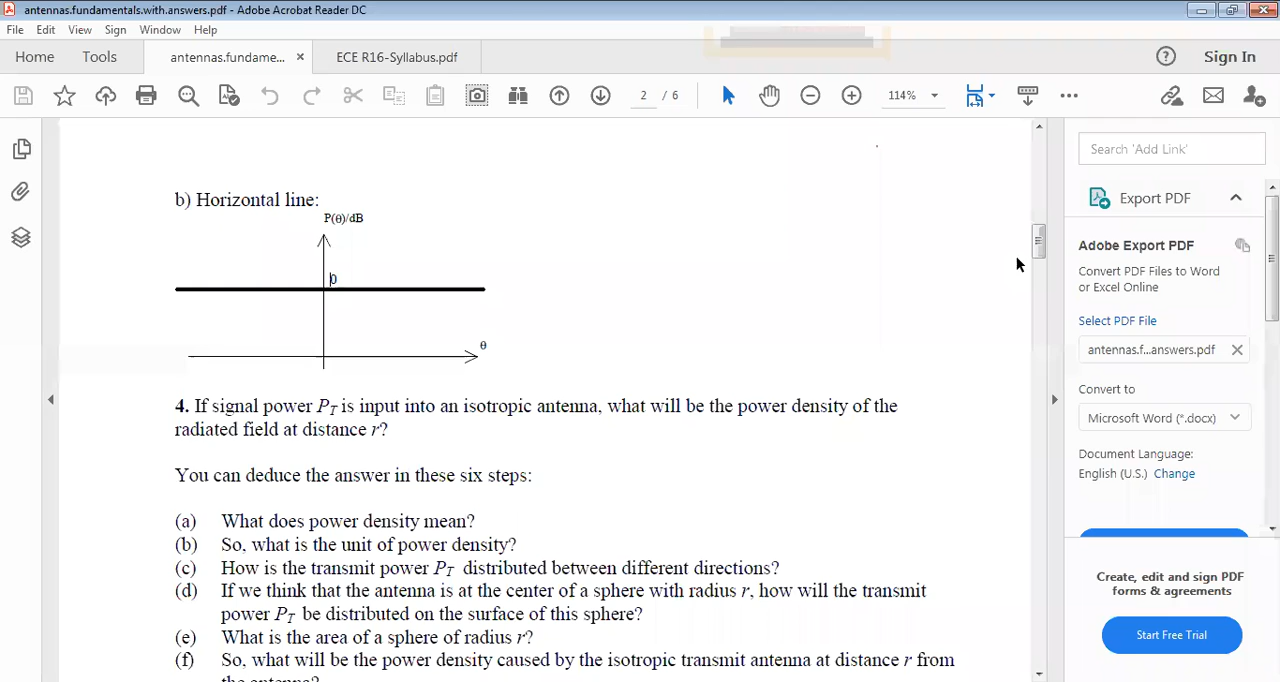 antennas.fundamentals.with.answers.pdf - Adobe Acrobat Reader DC
File Edit View Sign Window Help
Home Tools antennas.fundame... × ECE R16-Syllabus.pdf ? Sign In
2 / 6 114%
b) Horizontal line:
P(θ)/dB
0
θ
4. If signal power PT is input into an isotropic antenna, what will be the power density of the
radiated field at distance r?
You can deduce the answer in these six steps:
(a) What does power density mean?
(b) So, what is the unit of power density?
(c) How is the transmit power PT distributed between different directions?
(d) If we think that the antenna is at the center of a sphere with radius r, how will the transmit
power PT be distributed on the surface of this sphere?
(e) What is the area of a sphere of radius r?
(f) So, what will be the power density caused by the isotropic transmit antenna at distance r from
the antenna?
Search 'Add Link'
Export PDF
Adobe Export PDF
Convert PDF Files to Word
or Excel Online
Select PDF File
antennas.f...answers.pdf
Convert to
Microsoft Word (*.docx)
Document Language:
English (U.S.) Change
Create, edit and sign PDF
forms & agreements
Start Free Trial